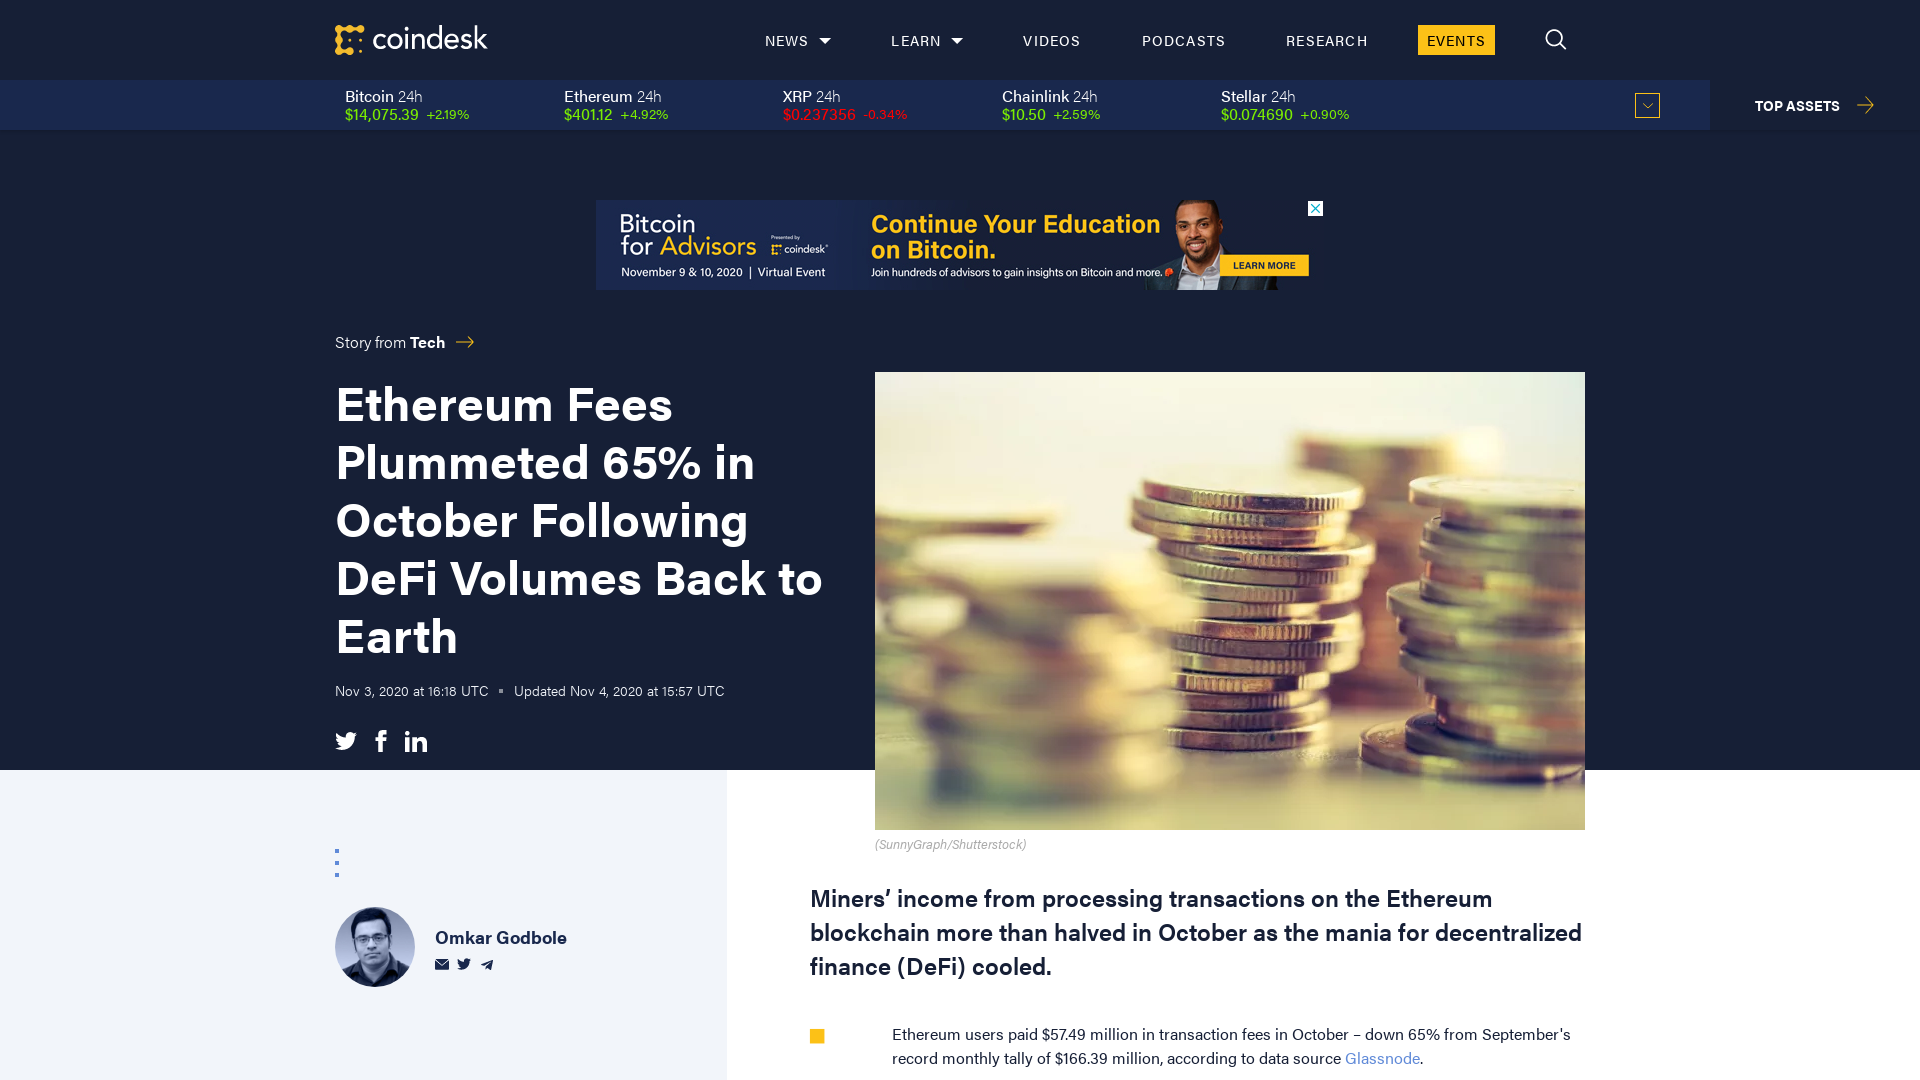 coindesk
NEWS
LEARN
VIDEOS
PODCASTS
RESEARCH
EVENTS
Bitcoin 24h
$14,075.39 +2.19%
Ethereum 24h
$401.12 +4.92%
XRP 24h
$0.237356 -0.34%
Chainlink 24h
$10.50 +2.59%
Stellar 24h
$0.074690 +0.90%
TOP ASSETS
Bitcoin
for Advisors
Presented by
coindesk
November 9 & 10, 2020 | Virtual Event
Continue Your Education
on Bitcoin.
Join hundreds of advisors to gain insights on Bitcoin and more.
LEARN MORE
Story from Tech
Ethereum Fees
Plummeted 65% in
October Following
DeFi Volumes Back to
Earth
Nov 3, 2020 at 16:18 UTC
Updated Nov 4, 2020 at 15:57 UTC
(SunnyGraph/Shutterstock)
Omkar Godbole
Miners’ income from processing transactions on the Ethereum
blockchain more than halved in October as the mania for decentralized
finance (DeFi) cooled.
Ethereum users paid $57.49 million in transaction fees in October – down 65% from September's
record monthly tally of $166.39 million, according to data source Glassnode.